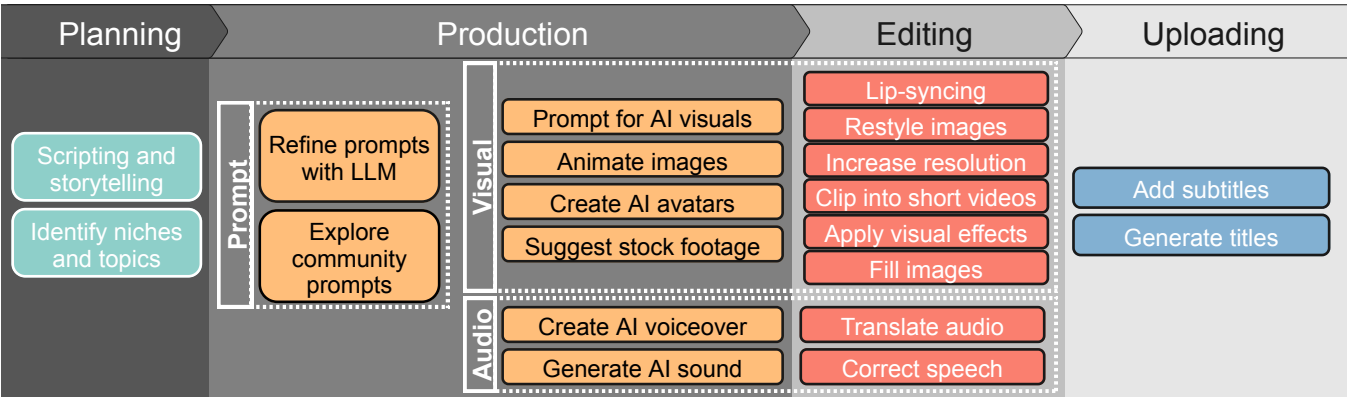 Planning
Production
Editing
Uploading
Scripting and
storytelling
Identify niches
and topics
Prompt
Refine prompts
with LLM
Explore
community
prompts
Visual
Prompt for AI visuals
Animate images
Create AI avatars
Suggest stock footage
Lip-syncing
Restyle images
Increase resolution
Clip into short videos
Apply visual effects
Fill images
Audio
Create AI voiceover
Generate AI sound
Translate audio
Correct speech
Add subtitles
Generate titles